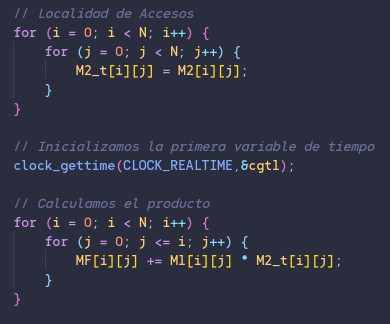 // Localidad de Accesos
for (i = 0; i < N; i++) {
    for (j = 0; j < N; j++) {
        M2_t[i][j] = M2[i][j];
    }
}

// Inicializamos la primera variable de tiempo
clock_gettime(CLOCK_REALTIME,&cgt1);

// Calculamos el producto
for (i = 0; i < N; i++) {
    for (j = 0; j <= i; j++) {
        MF[i][j] += M1[i][j] * M2_t[i][j];
    }
}